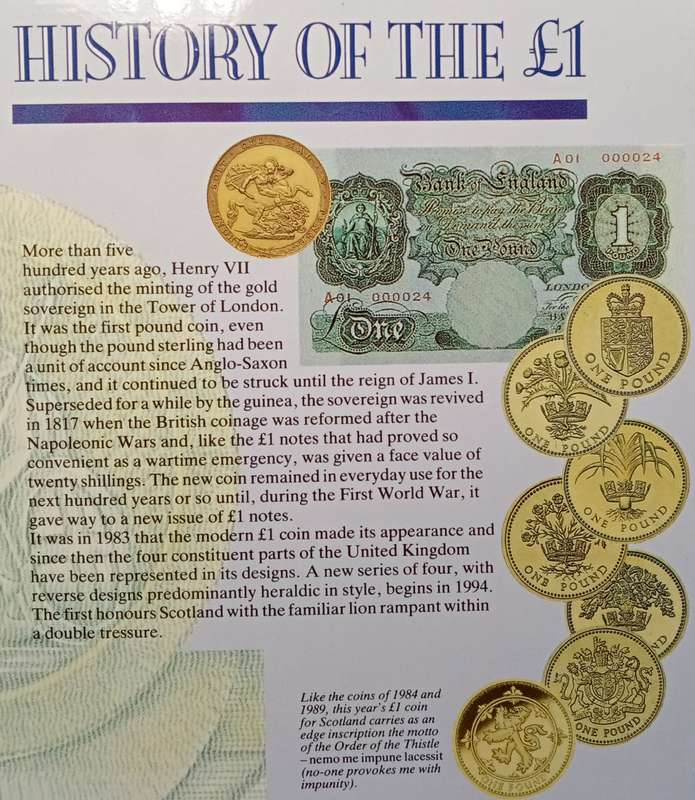 HISTORY OF THE £1
A01 000024
Bank of England
One Pound
1
LONDO
A01 000024
One
More than five
hundred years ago, Henry VII
authorised the minting of the gold
sovereign in the Tower of London.
It was the first pound coin, even
though the pound sterling had been
a unit of account since Anglo-Saxon
times, and it continued to be struck until the reign of James I.
Superseded for a while by the guinea, the sovereign was revived
in 1817 when the British coinage was reformed after the
Napoleonic Wars and, like the £1 notes that had proved so
convenient as a wartime emergency, was given a face value of
twenty shillings. The new coin remained in everyday use for the
next hundred years or so until, during the First World War, it
gave way to a new issue of £1 notes.
It was in 1983 that the modern £1 coin made its appearance and
since then the four constituent parts of the United Kingdom
have been represented in its designs. A new series of four, with
reverse designs predominantly heraldic in style, begins in 1994.
The first honours Scotland with the familiar lion rampant within
a double tressure.
ONE POUND
ONE POUND
ONE POUND
ONE POUND
ONE POUND
ONE POUND
ONE POUND
Like the coins of 1984 and
1989, this year's £1 coin
for Scotland carries as an
edge inscription the motto
of the Order of the Thistle
– nemo me impune lacessit
(no-one provokes me with
impunity).